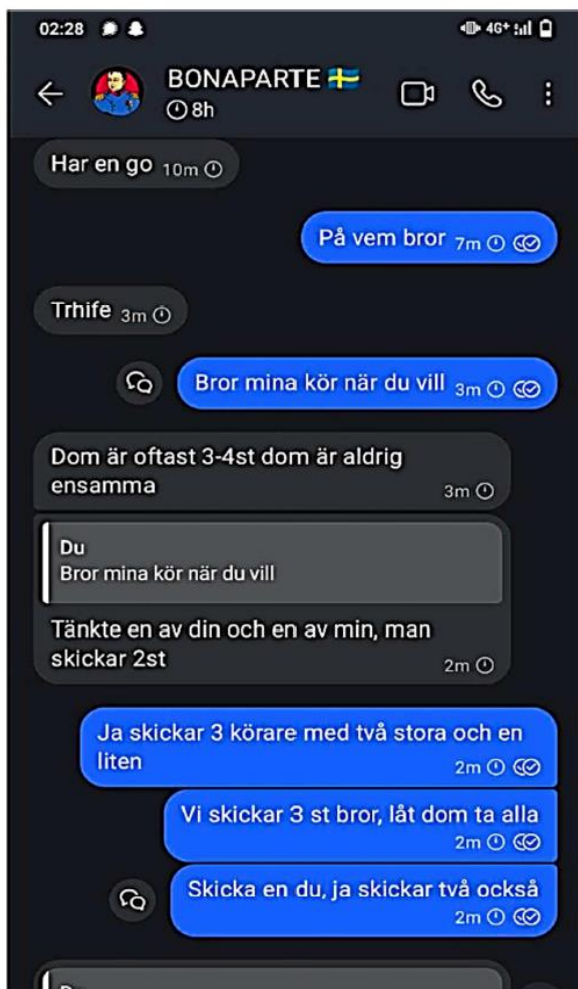 02:28 4G+
BONAPARTE 🇸🇪
8h
Har en go 10m
På vem bror 7m
Trhife 3m
Bror mina kör när du vill 3m
Dom är oftast 3-4st dom är aldrig
ensamma 3m
Du
Bror mina kör när du vill
Tänkte en av din och en av min, man
skickar 2st 2m
Ja skickar 3 körare med två stora och en
liten 2m
Vi skickar 3 st bror, låt dom ta alla
2m
Skicka en du, ja skickar två också
2m